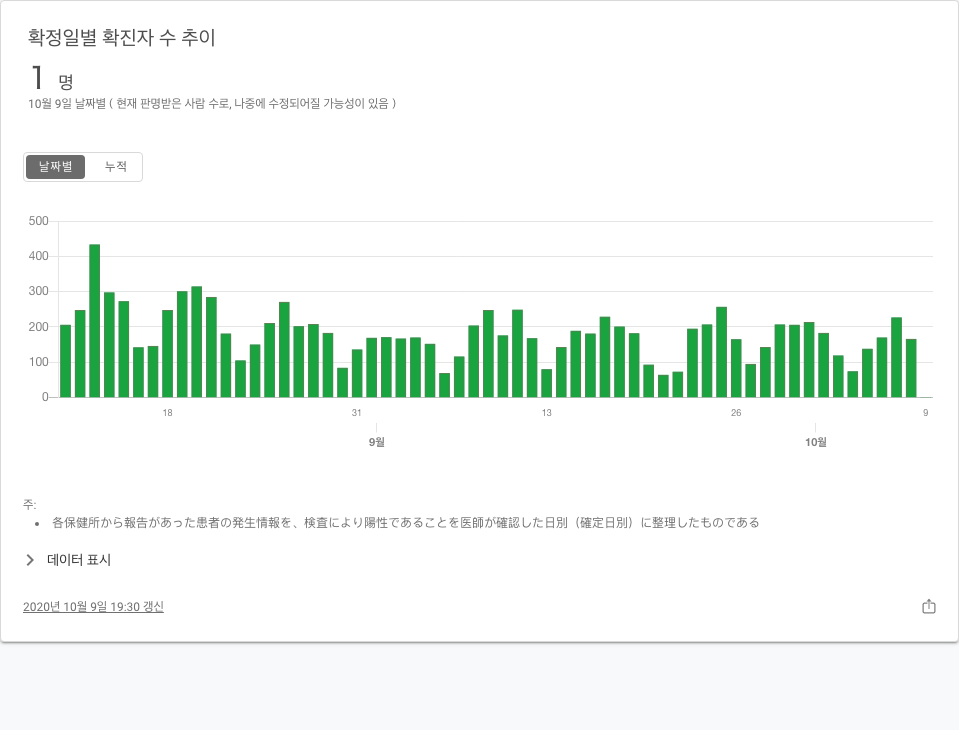 확정일별 확진자 수 추이
1 명
10월 9일 날짜별 ( 현재 판명받은 사람 수로, 나중에 수정되어질 가능성이 있음 )
날짜별 누적
500
400
300
200
100
0
18 31 13 26 9
9월 10월
주:
• 各保健所から報告があった患者の発生情報を、検査により陽性であることを医師が確認した日別（確定日別）に整理したものである
데이터 표시
2020년 10월 9일 19:30 갱신